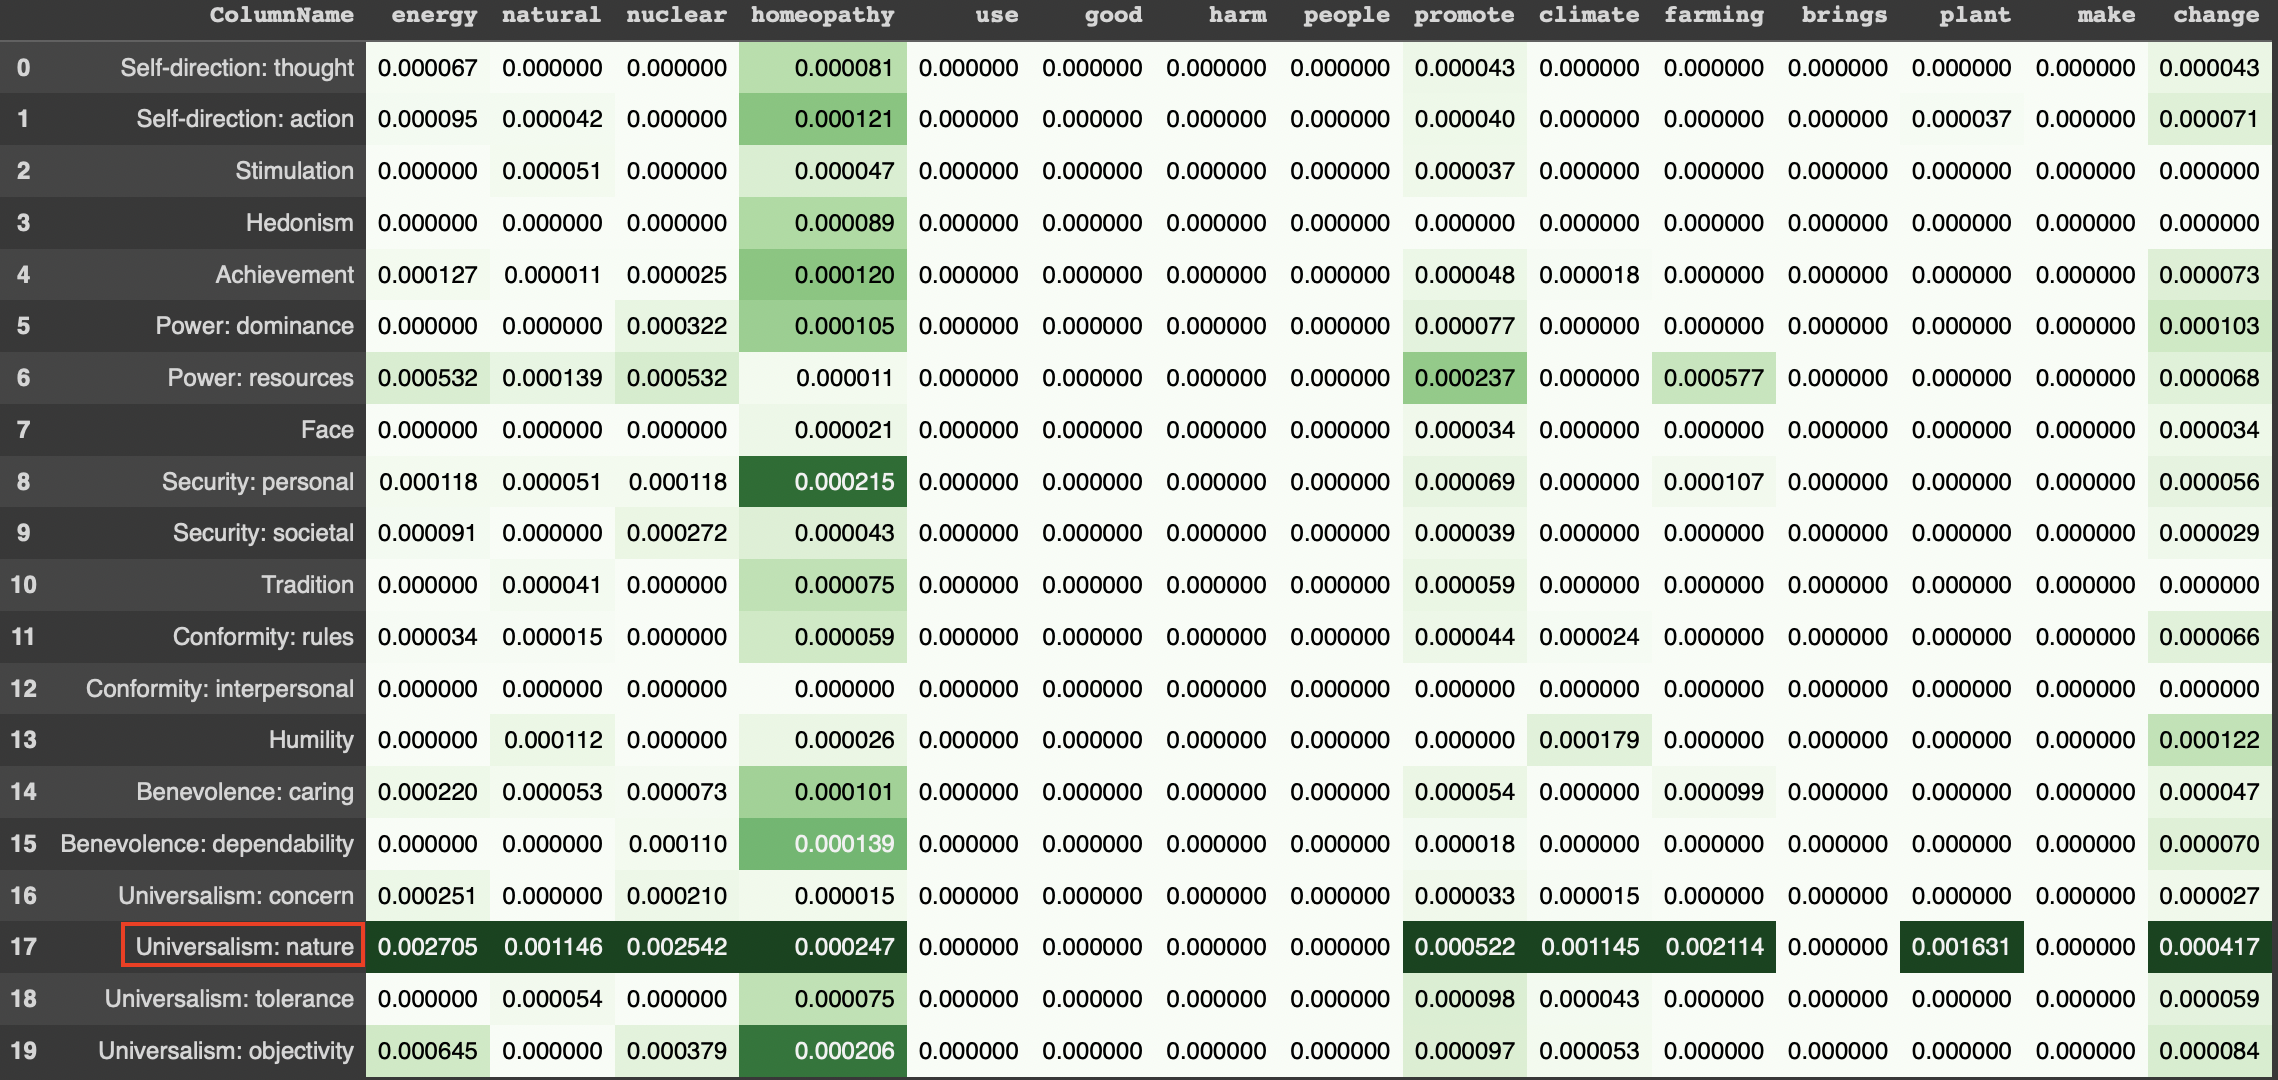 ColumnName energy natural nuclear homeopathy use good harm people promote climate farming brings plant make change
0 Self-direction: thought 0.000067 0.000000 0.000000 0.000081 0.000000 0.000000 0.000000 0.000000 0.000043 0.000000 0.000000 0.000000 0.000000 0.000000 0.000043
1 Self-direction: action 0.000095 0.000042 0.000000 0.000121 0.000000 0.000000 0.000000 0.000000 0.000040 0.000000 0.000000 0.000000 0.000037 0.000000 0.000071
2 Stimulation 0.000000 0.000051 0.000000 0.000047 0.000000 0.000000 0.000000 0.000000 0.000037 0.000000 0.000000 0.000000 0.000000 0.000000 0.000000
3 Hedonism 0.000000 0.000000 0.000000 0.000089 0.000000 0.000000 0.000000 0.000000 0.000000 0.000000 0.000000 0.000000 0.000000 0.000000 0.000000
4 Achievement 0.000127 0.000011 0.000025 0.000120 0.000000 0.000000 0.000000 0.000000 0.000048 0.000018 0.000000 0.000000 0.000000 0.000000 0.000073
5 Power: dominance 0.000000 0.000000 0.000322 0.000105 0.000000 0.000000 0.000000 0.000000 0.000077 0.000000 0.000000 0.000000 0.000000 0.000000 0.000103
6 Power: resources 0.000532 0.000139 0.000532 0.000011 0.000000 0.000000 0.000000 0.000000 0.000237 0.000000 0.000577 0.000000 0.000000 0.000000 0.000068
7 Face 0.000000 0.000000 0.000000 0.000021 0.000000 0.000000 0.000000 0.000000 0.000034 0.000000 0.000000 0.000000 0.000000 0.000000 0.000034
8 Security: personal 0.000118 0.000051 0.000118 0.000215 0.000000 0.000000 0.000000 0.000000 0.000069 0.000000 0.000107 0.000000 0.000000 0.000000 0.000056
9 Security: societal 0.000091 0.000000 0.000272 0.000043 0.000000 0.000000 0.000000 0.000000 0.000039 0.000000 0.000000 0.000000 0.000000 0.000000 0.000029
10 Tradition 0.000000 0.000041 0.000000 0.000075 0.000000 0.000000 0.000000 0.000000 0.000059 0.000000 0.000000 0.000000 0.000000 0.000000 0.000000
11 Conformity: rules 0.000034 0.000015 0.000000 0.000059 0.000000 0.000000 0.000000 0.000000 0.000044 0.000024 0.000000 0.000000 0.000000 0.000000 0.000066
12 Conformity: interpersonal 0.000000 0.000000 0.000000 0.000000 0.000000 0.000000 0.000000 0.000000 0.000000 0.000000 0.000000 0.000000 0.000000 0.000000 0.000000
13 Humility 0.000000 0.000112 0.000000 0.000026 0.000000 0.000000 0.000000 0.000000 0.000000 0.000179 0.000000 0.000000 0.000000 0.000000 0.000122
14 Benevolence: caring 0.000220 0.000053 0.000073 0.000101 0.000000 0.000000 0.000000 0.000000 0.000054 0.000000 0.000099 0.000000 0.000000 0.000000 0.000047
15 Benevolence: dependability 0.000000 0.000000 0.000110 0.000139 0.000000 0.000000 0.000000 0.000000 0.000018 0.000000 0.000000 0.000000 0.000000 0.000000 0.000070
16 Universalism: concern 0.000251 0.000000 0.000210 0.000015 0.000000 0.000000 0.000000 0.000000 0.000033 0.000015 0.000000 0.000000 0.000000 0.000000 0.000027
17 Universalism: nature 0.002705 0.001146 0.002542 0.000247 0.000000 0.000000 0.000000 0.000000 0.000522 0.001145 0.002114 0.000000 0.001631 0.000000 0.000417
18 Universalism: tolerance 0.000000 0.000054 0.000000 0.000075 0.000000 0.000000 0.000000 0.000000 0.000098 0.000043 0.000000 0.000000 0.000000 0.000000 0.000059
19 Universalism: objectivity 0.000645 0.000000 0.000379 0.000206 0.000000 0.000000 0.000000 0.000000 0.000097 0.000053 0.000000 0.000000 0.000000 0.000000 0.000084